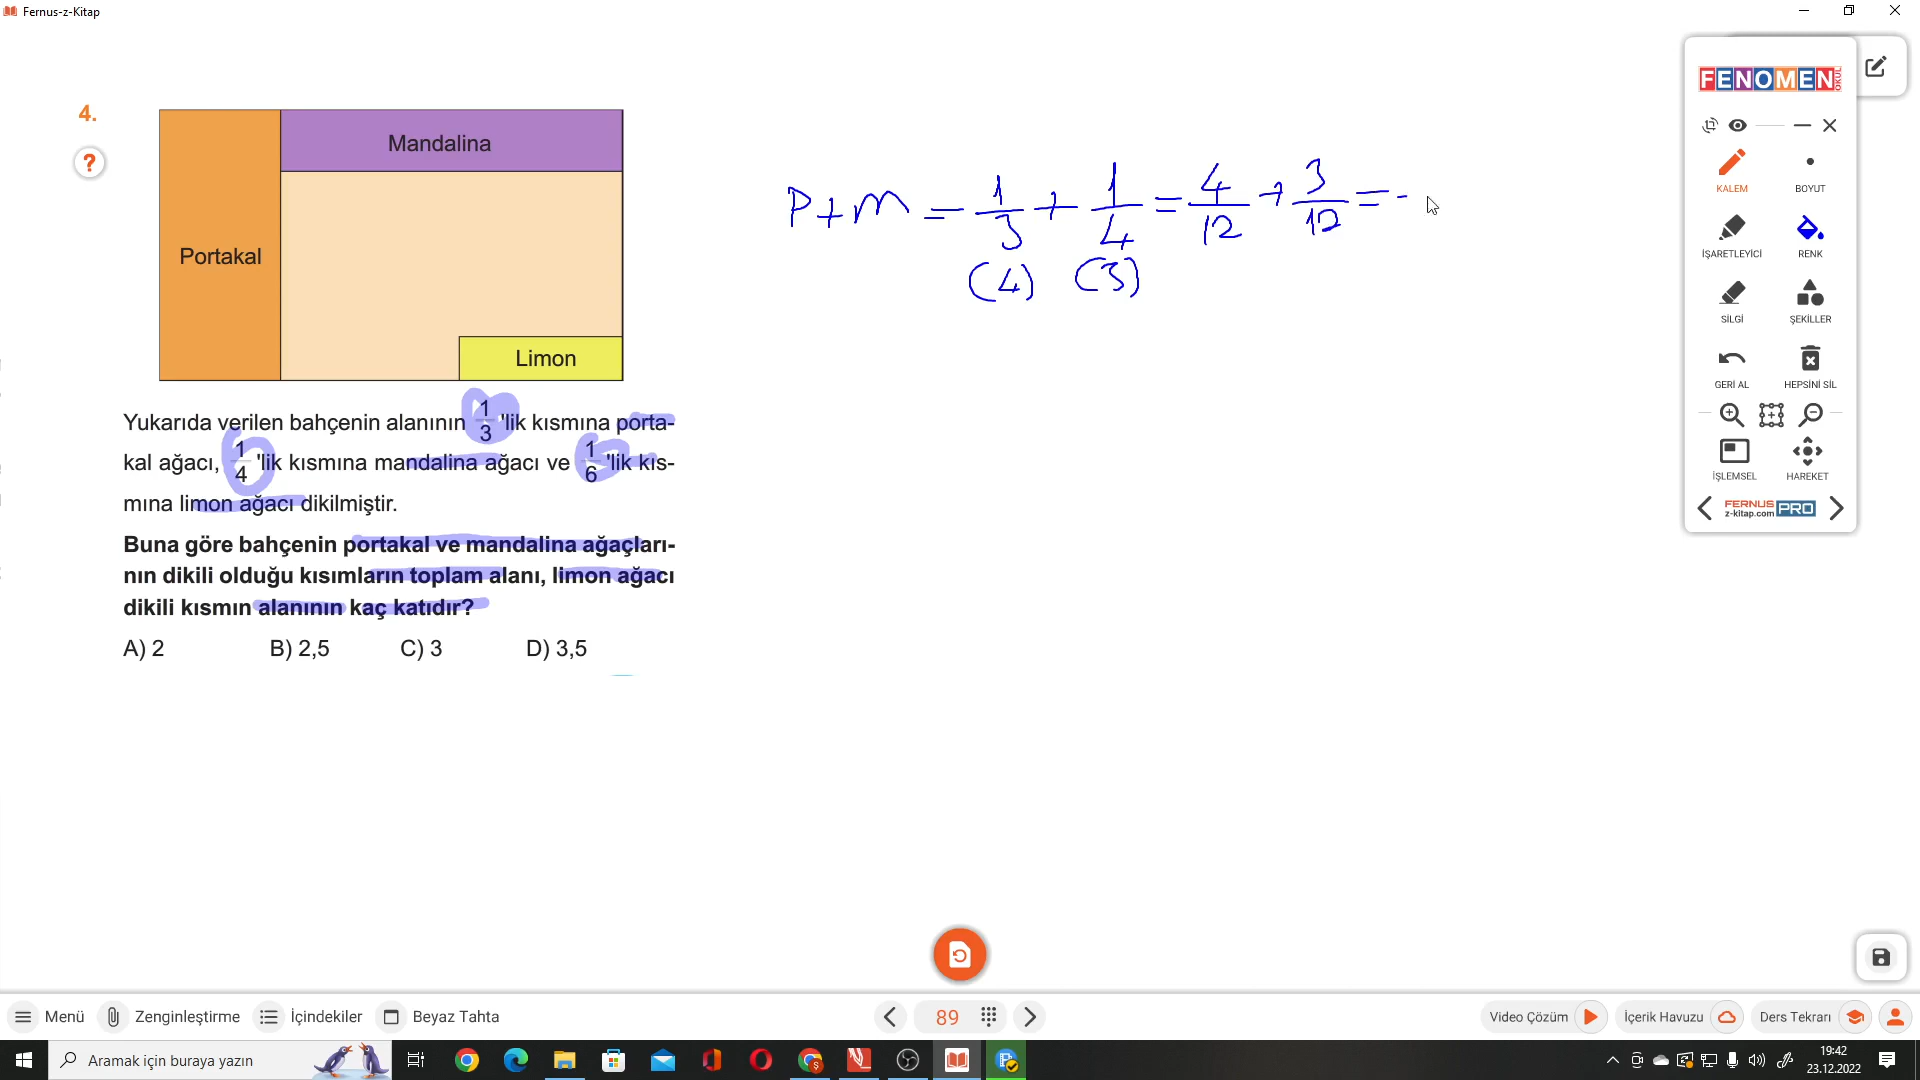 Fernus-z-Kitap
4.
?
Mandalina
Portakal
Limon
P+m = 1/3 + 1/4 = 4/12 + 3/12 = -
(4) (3)
Yukarıda verilen bahçenin alanının 1/3 'lik kısmına porta-
kal ağacı, 1/4 'lik kısmına mandalina ağacı ve 1/6 'lik kıs-
mına limon ağacı dikilmiştir.
Buna göre bahçenin portakal ve mandalina ağaçları-
nın dikili olduğu kısımların toplam alanı, limon ağacı
dikili kısmın alanının kaç katıdır?
A) 2 B) 2,5 C) 3 D) 3,5
FENOMEN OKUL
KALEM BOYUT
İŞARETLEYİCİ RENK
SİLGİ ŞEKİLLER
GERİ AL HEPSİNİ SİL
İŞLEMSEL HAREKET
FERNUS z-kitap.com PRO
Menü Zenginleştirme İçindekiler Beyaz Tahta 89 Video Çözüm İçerik Havuzu Ders Tekrarı
Aramak için buraya yazın
19:42
23.12.2022